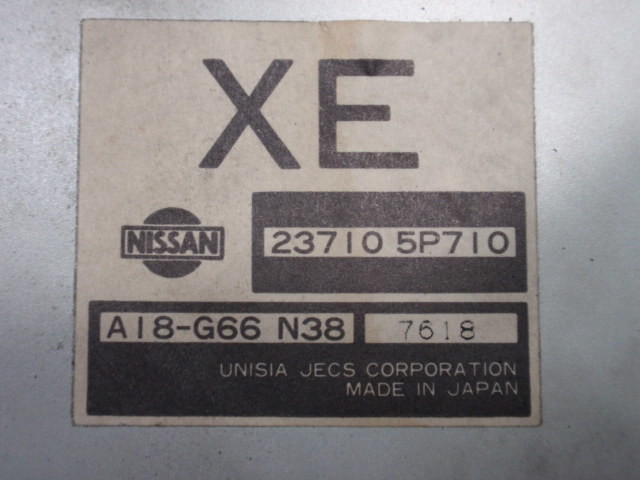 XE
NISSAN
23710 5P710
A18-G66 N38 7618
UNISIA JECS CORPORATION
MADE IN JAPAN